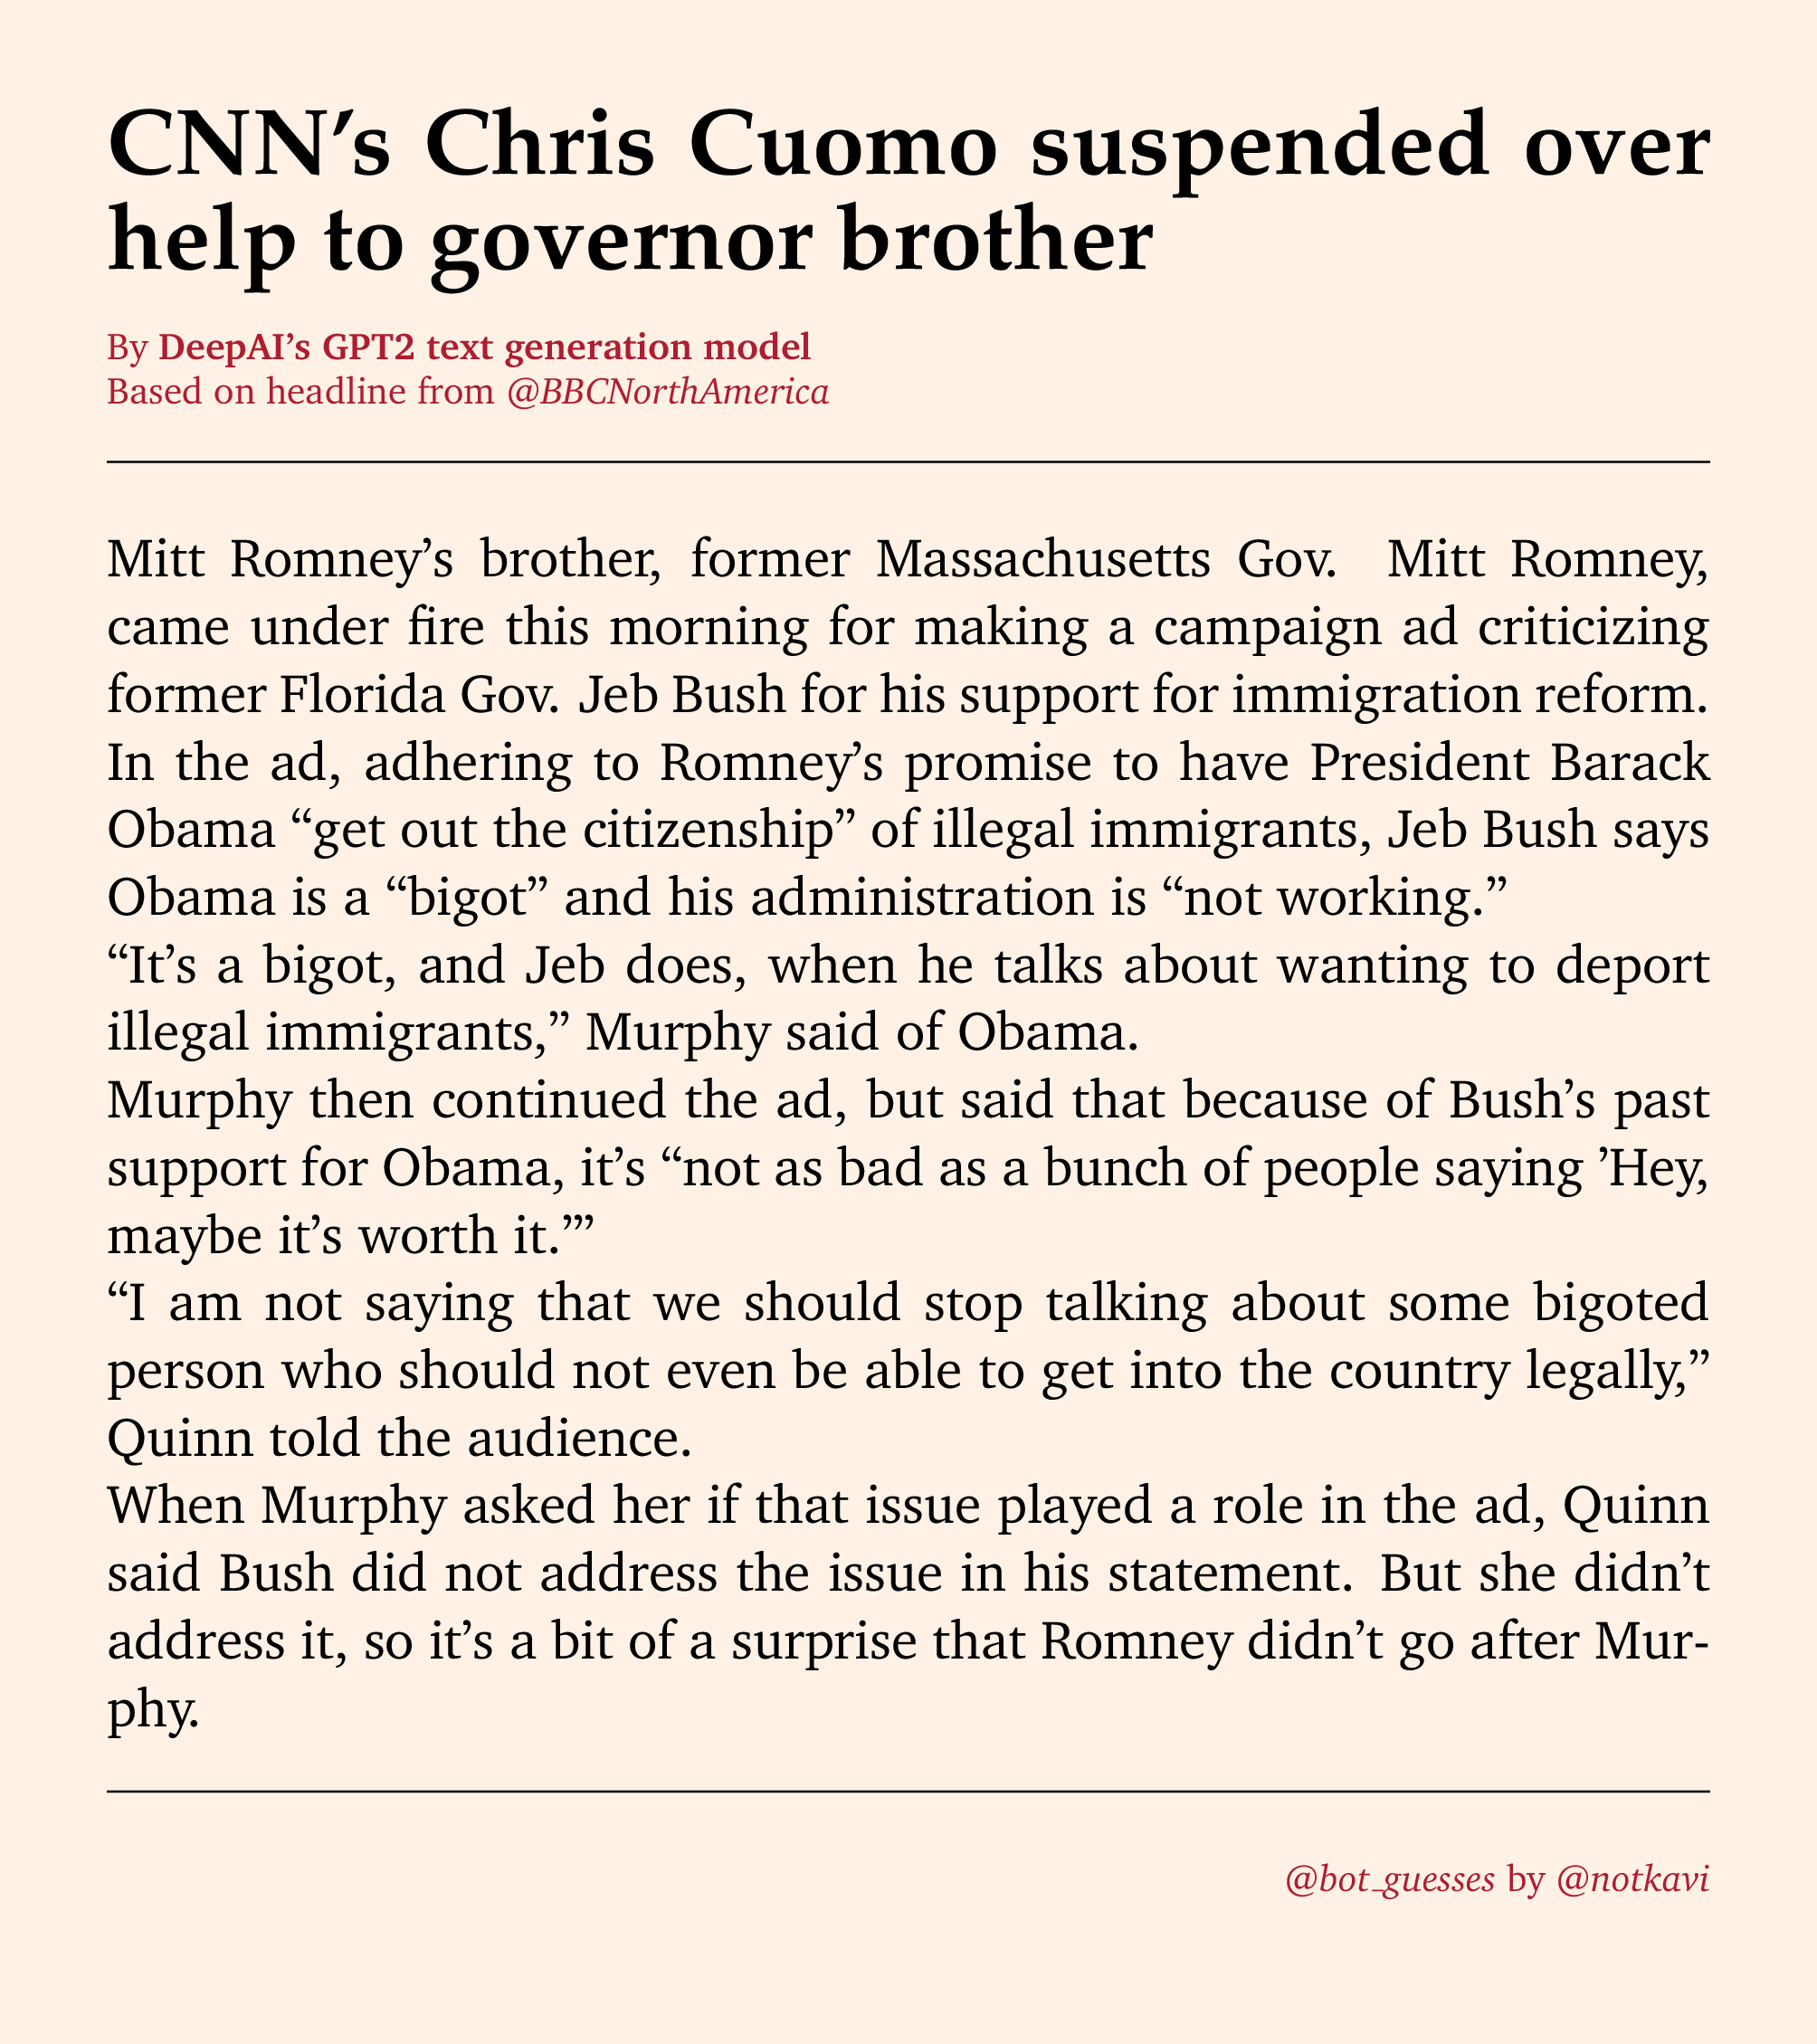 CNN’s Chris Cuomo suspended over
help to governor brother
By DeepAI’s GPT2 text generation model
Based on headline from @BBCNorthAmerica
Mitt Romney’s brother, former Massachusetts Gov. Mitt Romney,
came under fire this morning for making a campaign ad criticizing
former Florida Gov. Jeb Bush for his support for immigration reform.
In the ad, adhering to Romney’s promise to have President Barack
Obama “get out the citizenship” of illegal immigrants, Jeb Bush says
Obama is a “bigot” and his administration is “not working.”
“It’s a bigot, and Jeb does, when he talks about wanting to deport
illegal immigrants,” Murphy said of Obama.
Murphy then continued the ad, but said that because of Bush’s past
support for Obama, it’s “not as bad as a bunch of people saying ’Hey,
maybe it’s worth it.’”
“I am not saying that we should stop talking about some bigoted
person who should not even be able to get into the country legally,”
Quinn told the audience.
When Murphy asked her if that issue played a role in the ad, Quinn
said Bush did not address the issue in his statement. But she didn’t
address it, so it’s a bit of a surprise that Romney didn’t go after Mur-
phy.
@bot_guesses by @notkavi